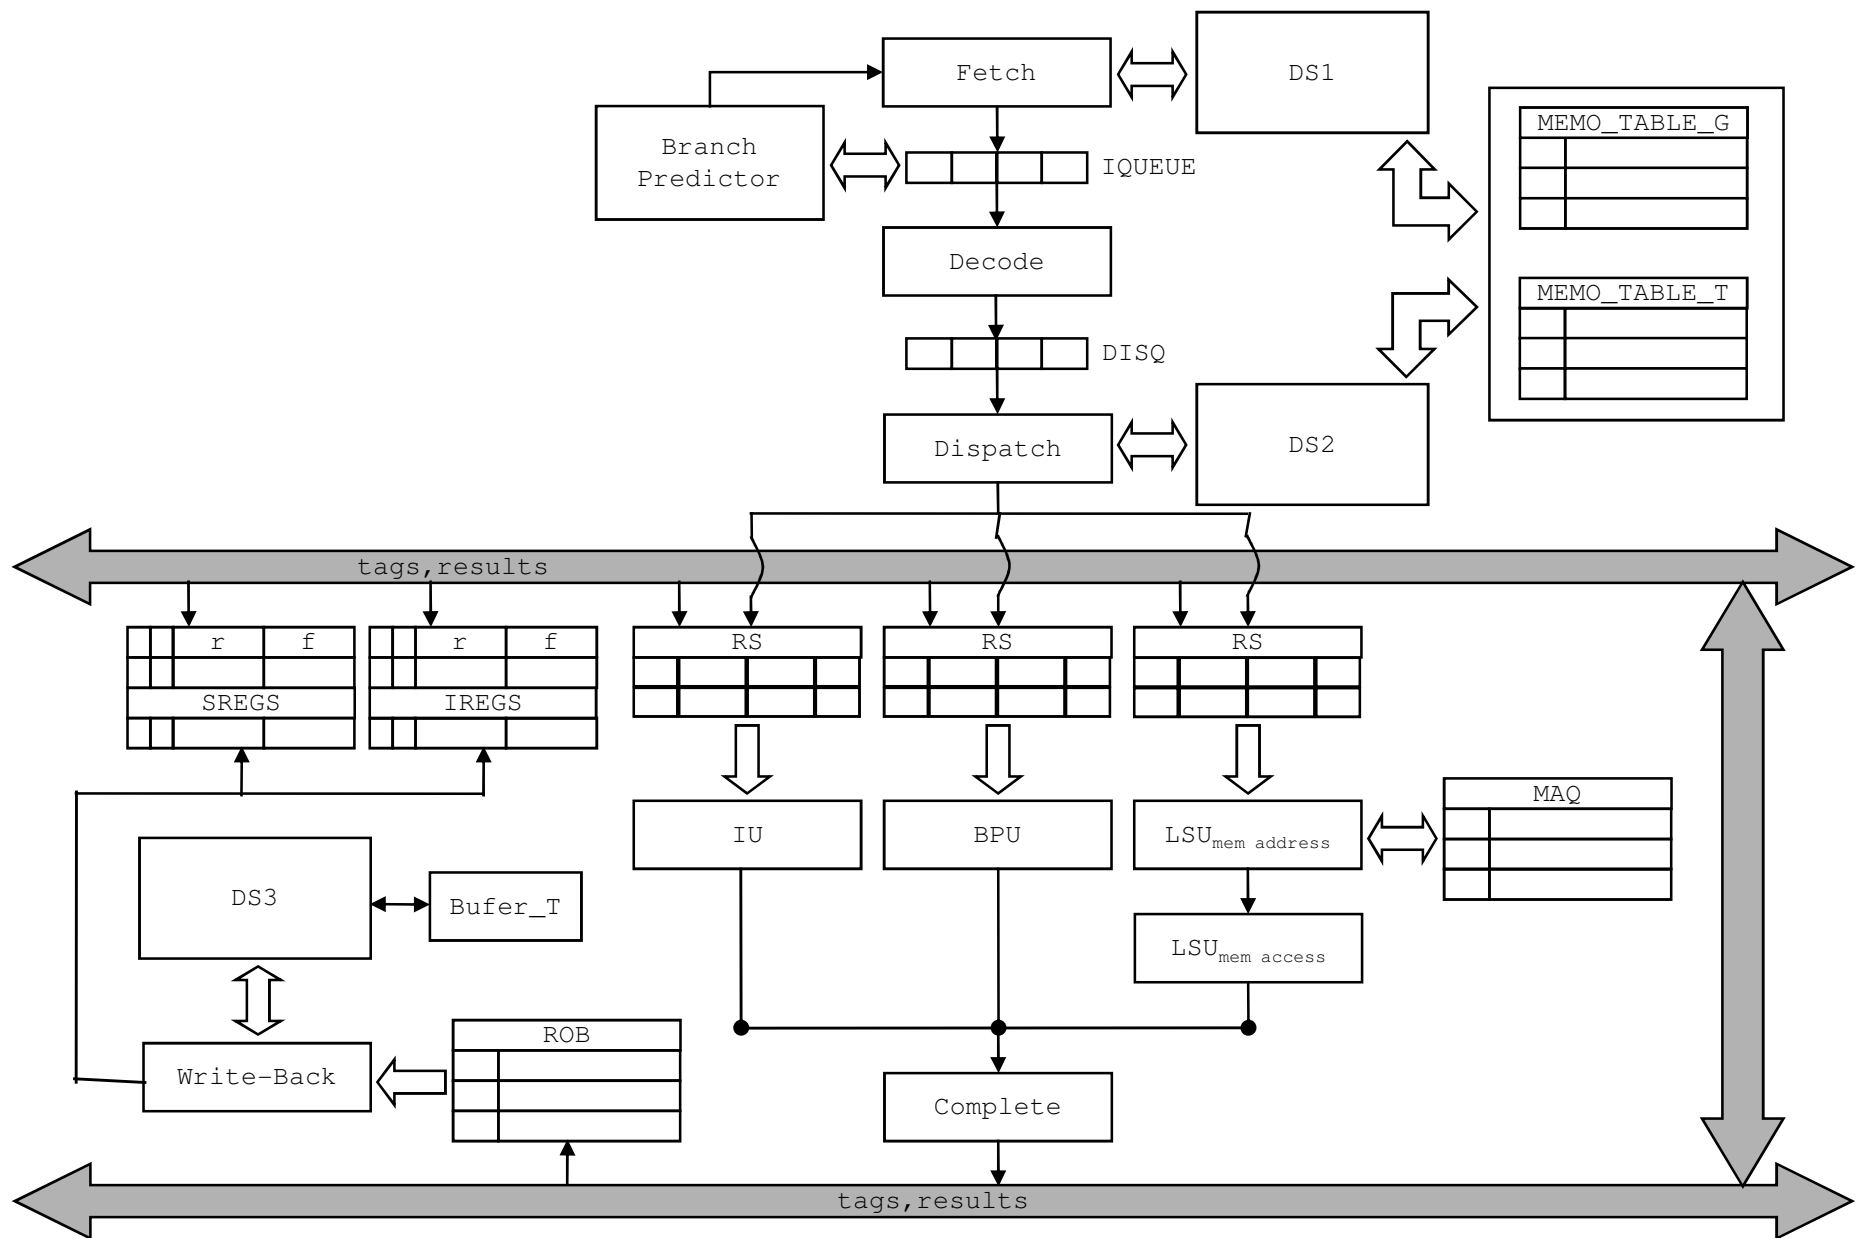 Fetch
DS1
MEMO_TABLE_G
Branch
Predictor
IQUEUE
Decode
MEMO_TABLE_T
DISQ
Dispatch
DS2
tags,results
r f
r f
RS
RS
RS
SREGS
IREGS
MAQ
IU
BPU
LSUmem address
DS3
Bufer_T
LSUmem access
ROB
Write-Back
Complete
tags,results